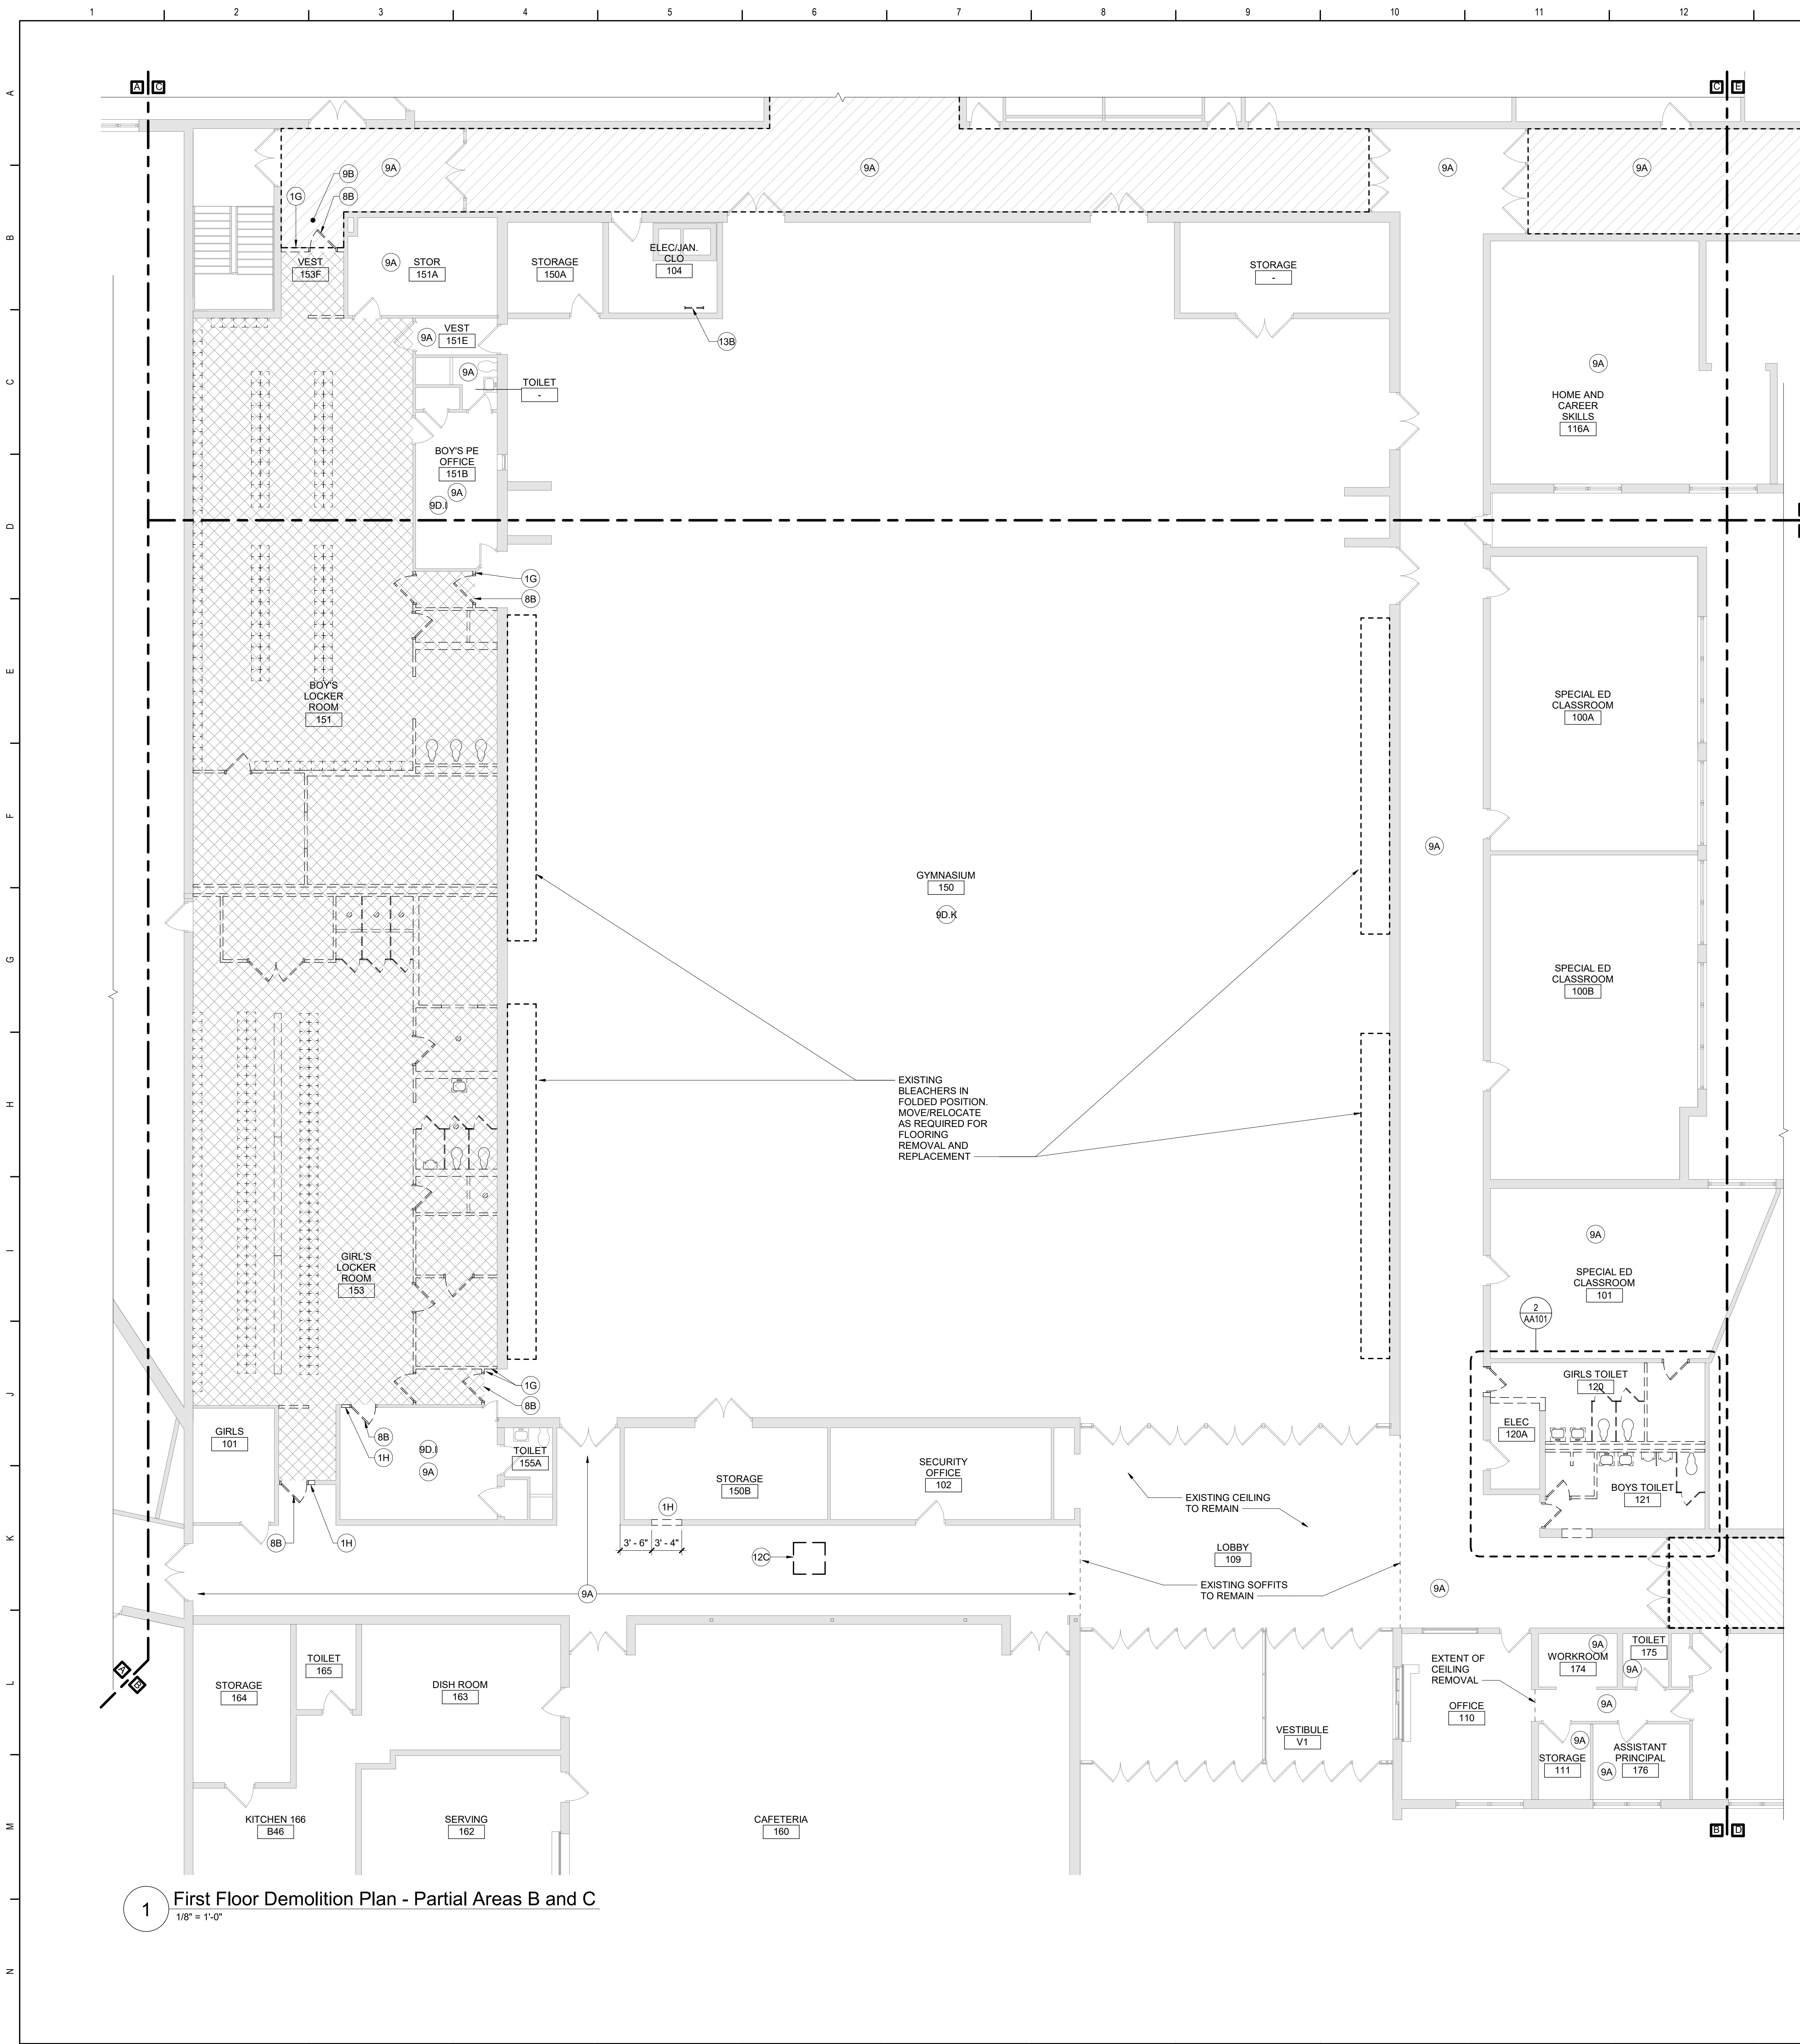 1 2 3 4 5 6 7 8 9 10 11 12
A
B
C
D
E
F
G
H
I
J
K
L
M
N
A C
C E
9A
9A
9A
9A
9B
8B
1G
VEST
153F
9A
STOR
151A
STORAGE
150A
ELEC/JAN.
CLO
104
STORAGE
-
13B
9A
VEST
151E
9A
TOILET
-
9A
HOME AND
CAREER
SKILLS
116A
BOY'S PE
OFFICE
151B
9A
9D.I
1G
8B
BOY'S
LOCKER
ROOM
151
SPECIAL ED
CLASSROOM
100A
9A
GYMNASIUM
150
9D.K
SPECIAL ED
CLASSROOM
100B
EXISTING
BLEACHERS IN
FOLDED POSITION.
MOVE/RELOCATE
AS REQUIRED FOR
FLOORING
REMOVAL AND
REPLACEMENT
GIRL'S
LOCKER
ROOM
153
9A
SPECIAL ED
CLASSROOM
101
2
AA101
1G
8B
GIRLS TOILET
120
ELEC
120A
BOYS TOILET
121
GIRLS
101
8B
1H
9D.I
9A
TOILET
155A
STORAGE
150B
SECURITY
OFFICE
102
EXISTING CEILING
TO REMAIN
1H
3' - 6" 3' - 4"
8B
1H
12C
LOBBY
109
9A
EXISTING SOFFITS
TO REMAIN
9A
A
B
STORAGE
164
TOILET
165
DISH ROOM
163
EXTENT OF
CEILING
REMOVAL
9A
WORKROOM
174
TOILET
175
9A
OFFICE
110
9A
VESTIBULE
V1
9A
STORAGE
111
ASSISTANT
PRINCIPAL
176
9A
KITCHEN 166
B46
SERVING
162
CAFETERIA
160
B D
1
First Floor Demolition Plan - Partial Areas B and C
1/8" = 1'-0"